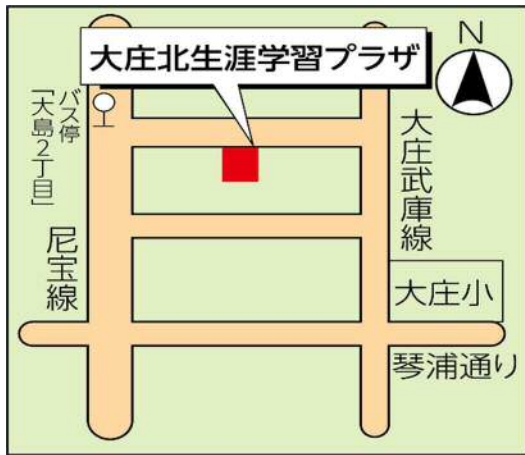 大庄北生涯学習プラザ
N
バス停
「大島2丁目」
大庄武庫線
尼宝線
大庄小
琴浦通り